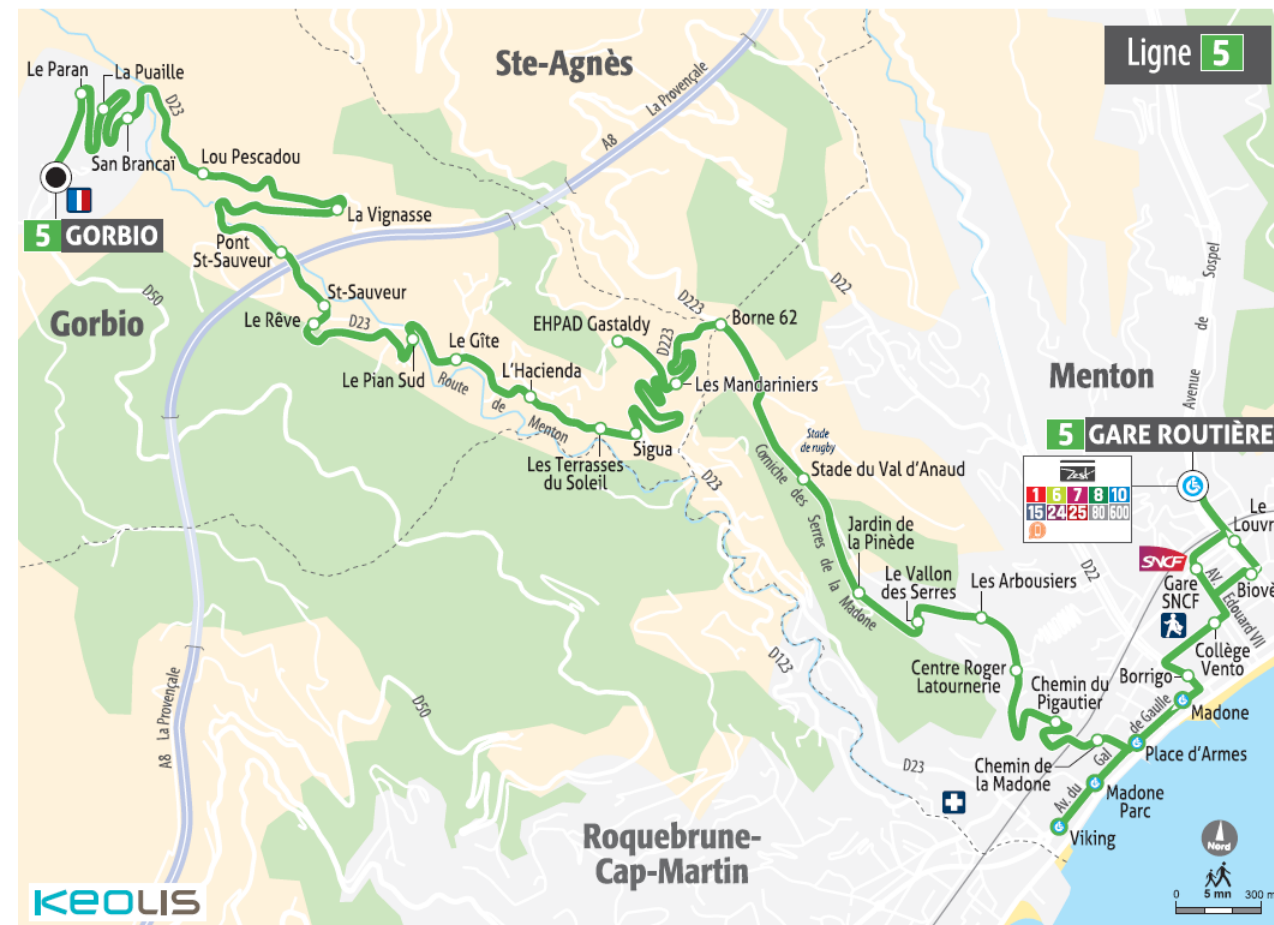 Ligne 5
Ste-Agnès
La Provençale
A8
Le Paran
La Puaille
D23
San Brancaï
Lou Pescadou
La Vignasse
5 GORBIO
Pont
St-Sauveur
D50
Gorbio
St-Sauveur
Le Rêve
D23
Le Pian Sud
Le Gîte
L'Hacienda
Route
de
Menton
Les Terrasses
du Soleil
Sigua
EHPAD Gastaldy
D223
D223
Borne 62
D22
Les Mandariniers
Menton
Avenue
de
Sospel
5 GARE ROUTIÈRE
Zest
1 6 7 8 10
15 24 25 80 600
Stade
de rugby
Stade du Val d'Anaud
Corniche des Serres de la Madone
D23
Jardin de
la Pinède
Le Vallon
des Serres
Les Arbousiers
D22
SNCF
Gare
SNCF
Le
Louvr
AV. Edouard VII
Biovè
Collège
Vento
Borrigo
Madone
Centre Roger
Latournerie
Chemin du
Pigautier
Place d'Armes
Chemin de
la Madone
Av. du Gal de Gaulle
Madone
Parc
Viking
D123
D23
D50
A8 La Provençale
Roquebrune-
Cap-Martin
Nord
0 5 mn 300 m
KEOLIS